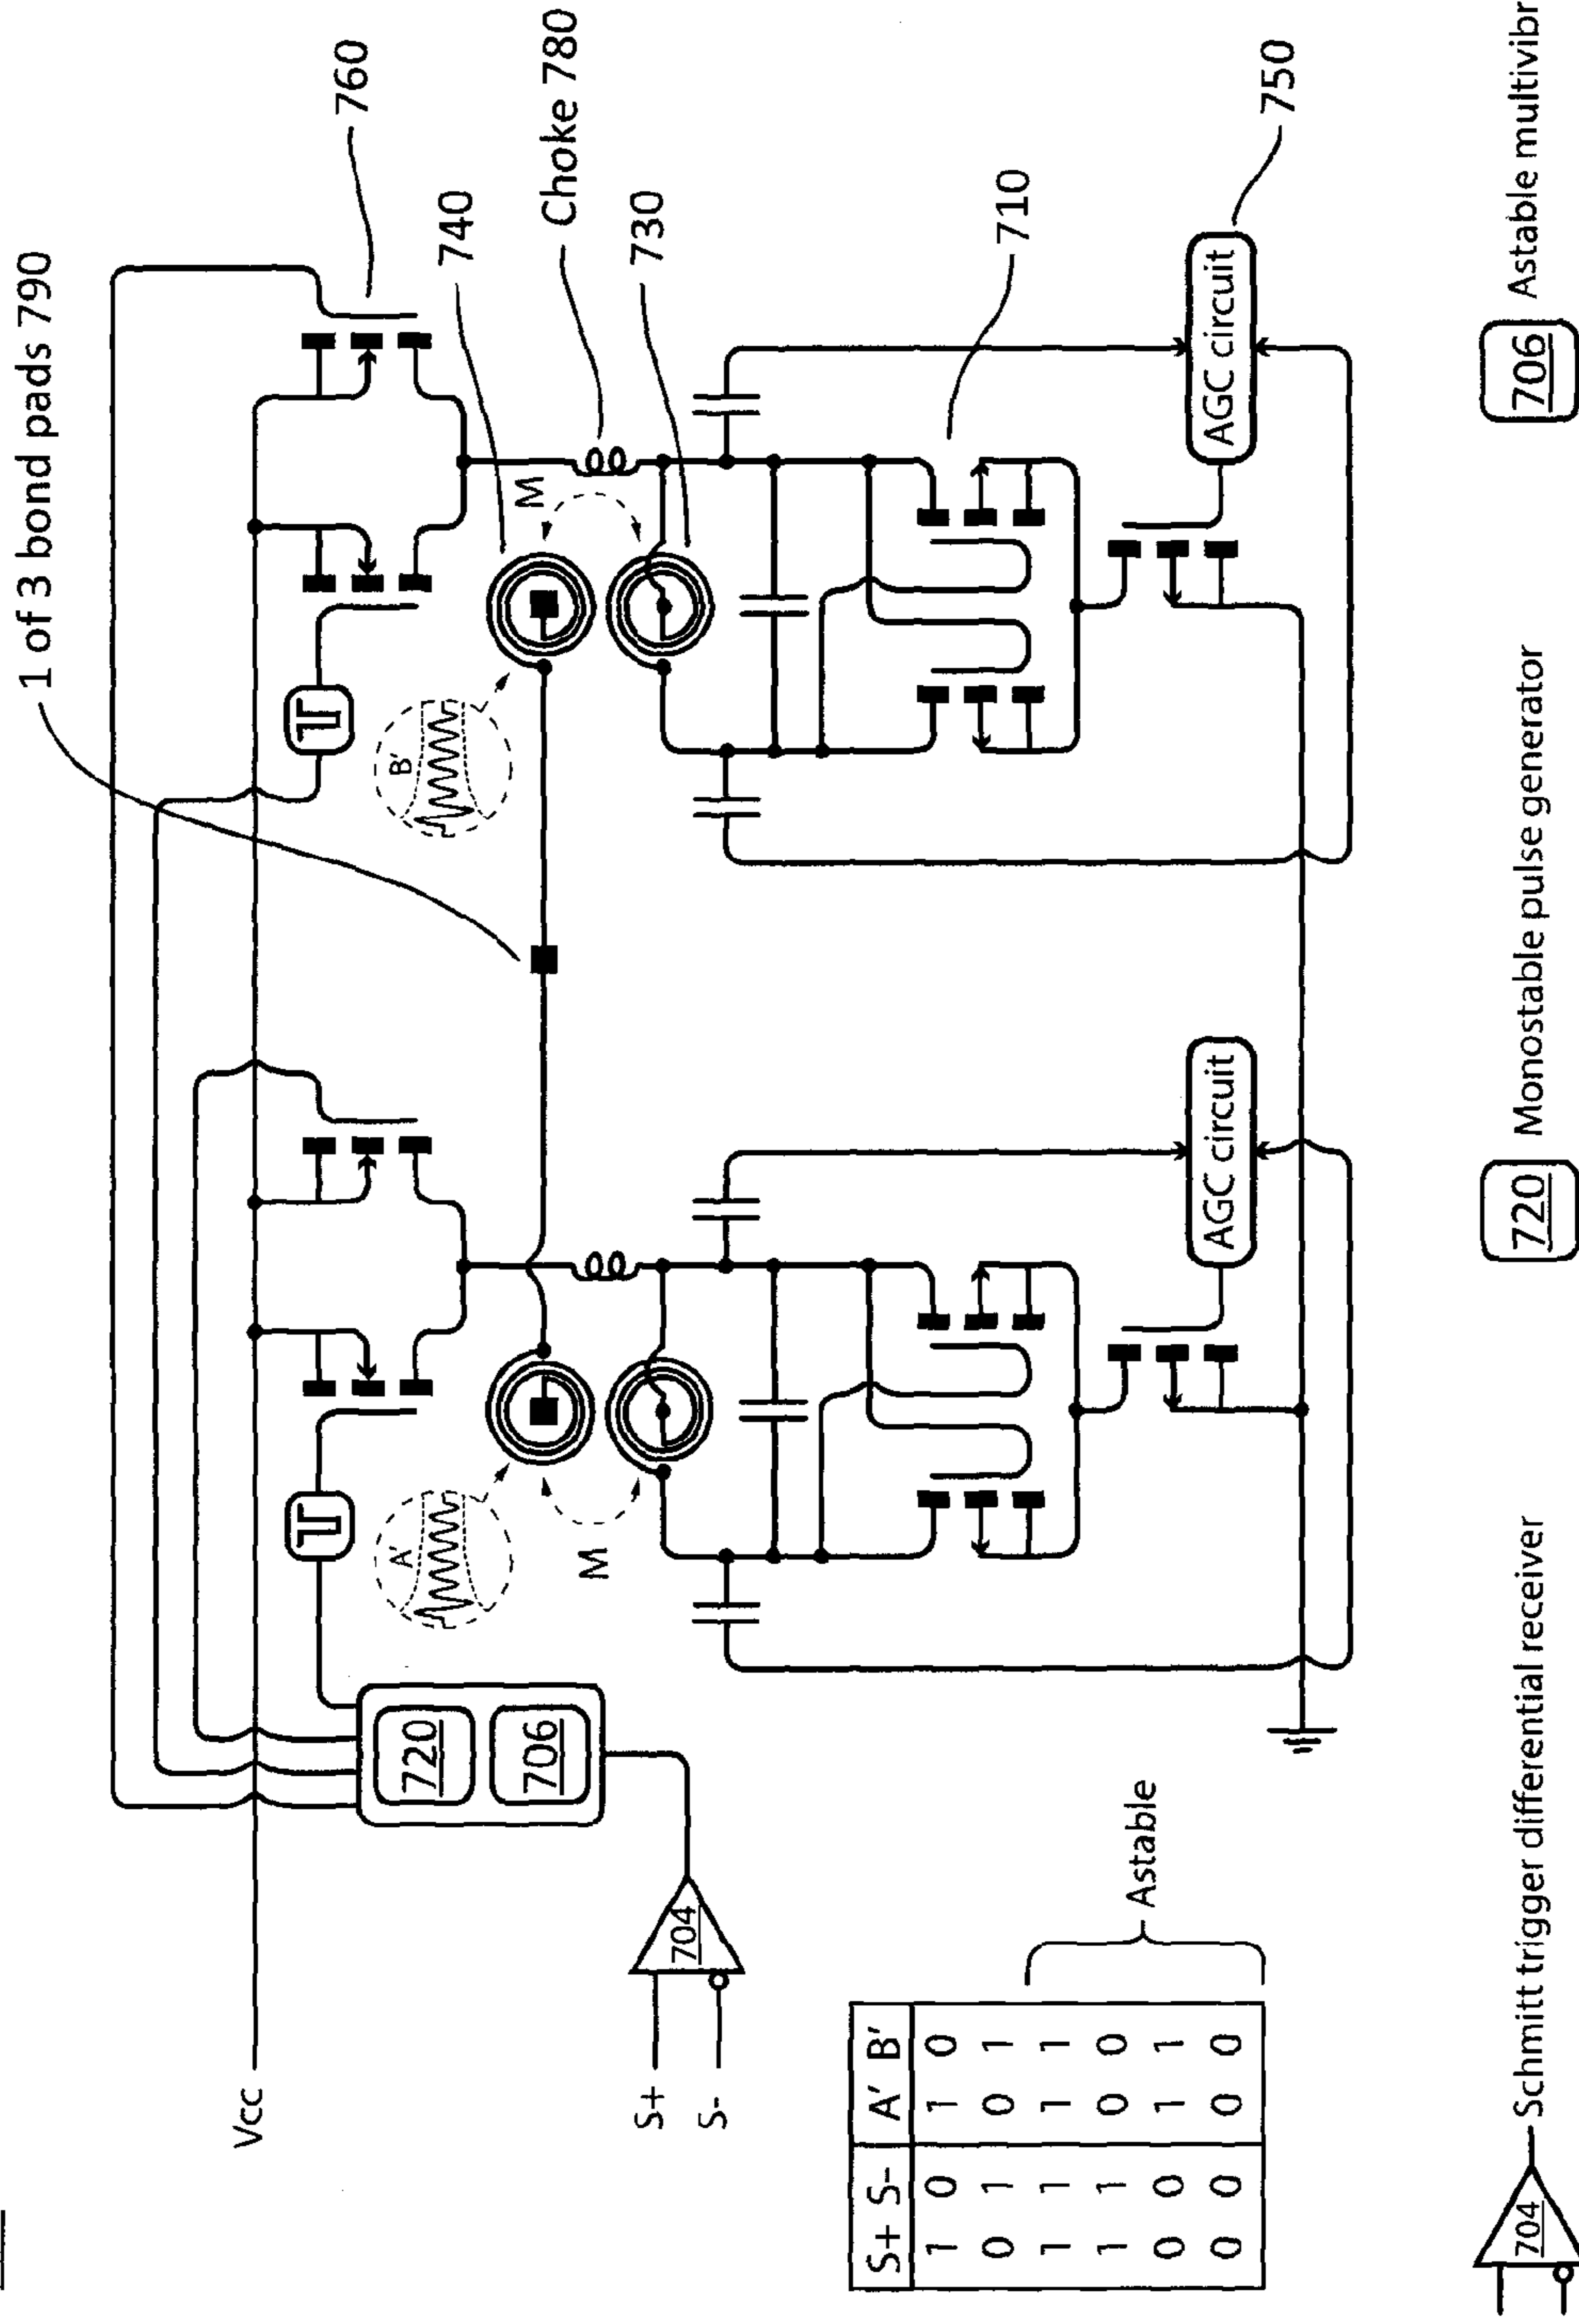 1 of 3 bond pads 790
760
740
Choke 780
730
710
750
Vcc
B'
A'
M
M
720
706
704
S+
S-
AGC circuit
AGC circuit
S+ S- A' B'
1 0 1 0
0 1 0 1
1 1 1 1
1 1 0 0
0 0 1 1
0 0 0 0
Astable
704 Schmitt trigger differential receiver
720 Monostable pulse generator
706 Astable multivibr